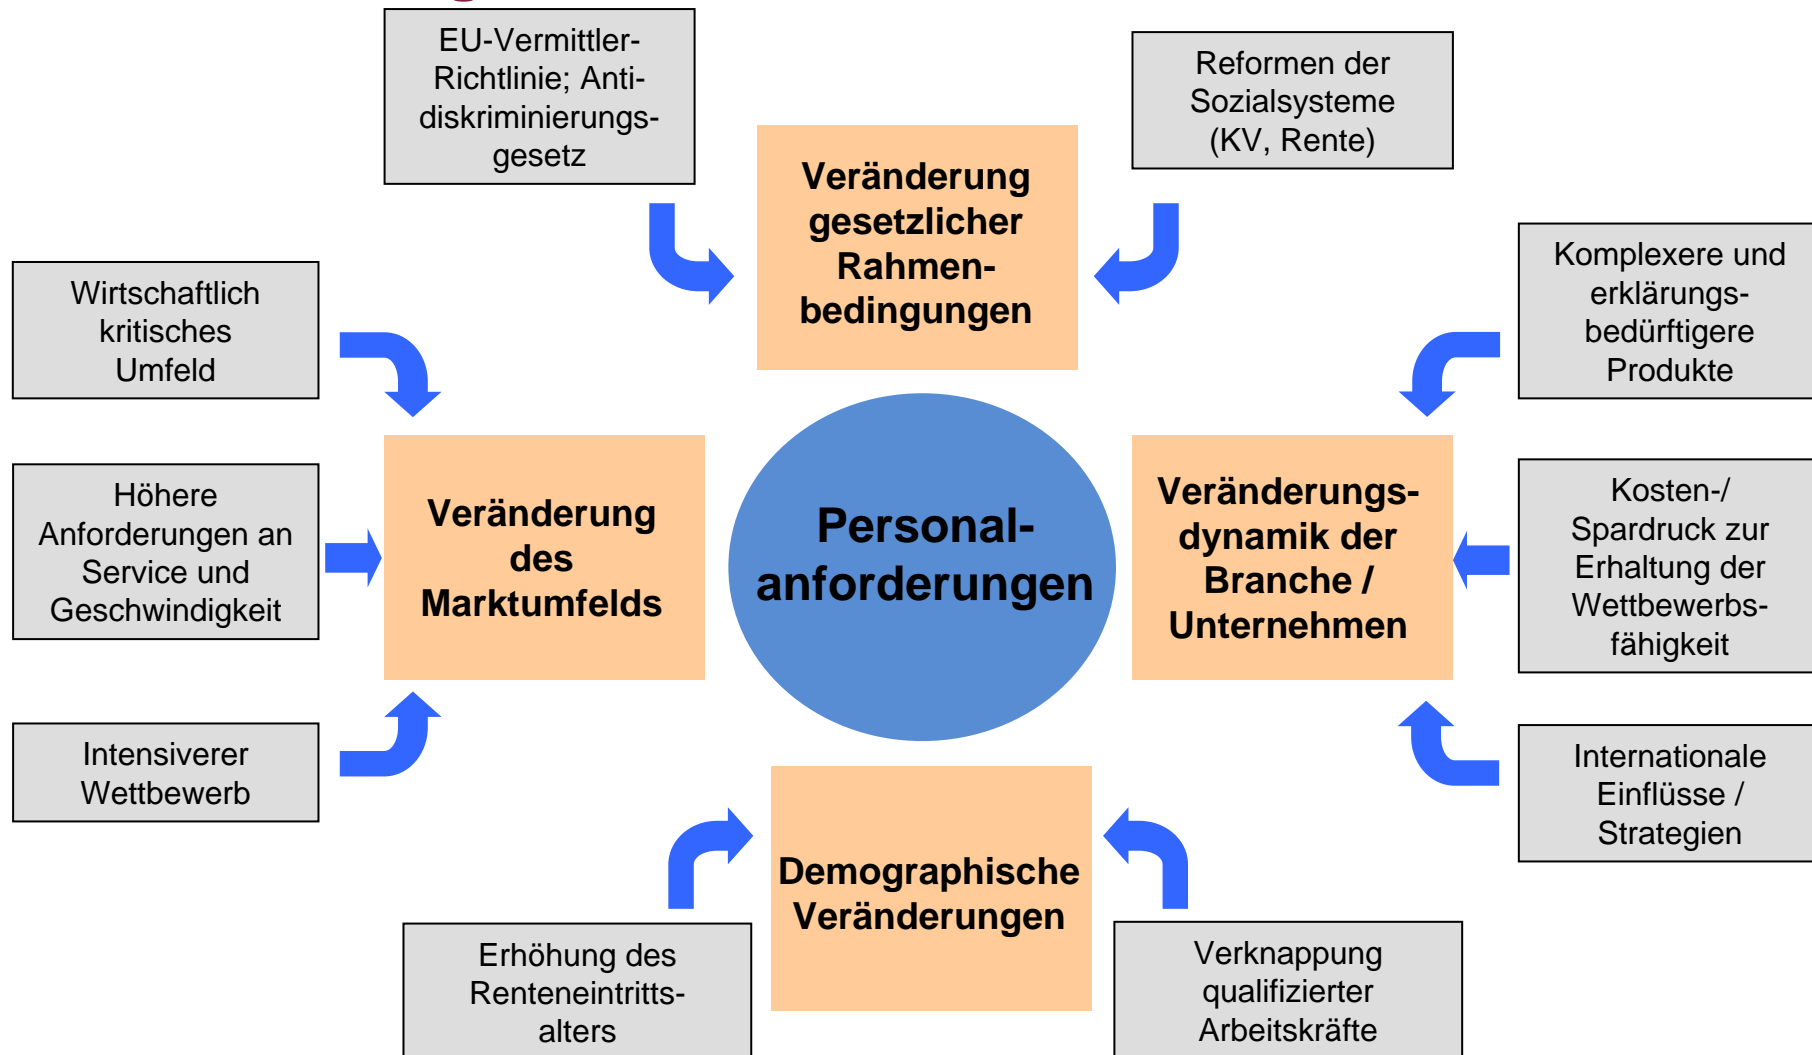 EU-Vermittler-
Richtlinie; Anti-
diskriminierungs-
gesetz
Reformen der
Sozialsysteme
(KV, Rente)
Veränderung
gesetzlicher
Rahmen-
bedingungen
Wirtschaftlich
kritisches
Umfeld
Komplexere und
erklärungs-
bedürftigere
Produkte
Höhere
Anforderungen an
Service und
Geschwindigkeit
Veränderung
des
Marktumfelds
Personal-
anforderungen
Veränderungs-
dynamik der
Branche /
Unternehmen
Kosten-/
Spardruck zur
Erhaltung der
Wettbewerbs-
fähigkeit
Intensiverer
Wettbewerb
Internationale
Einflüsse /
Strategien
Demographische
Veränderungen
Erhöhung des
Renteneintritts-
alters
Verknappung
qualifizierter
Arbeitskräfte